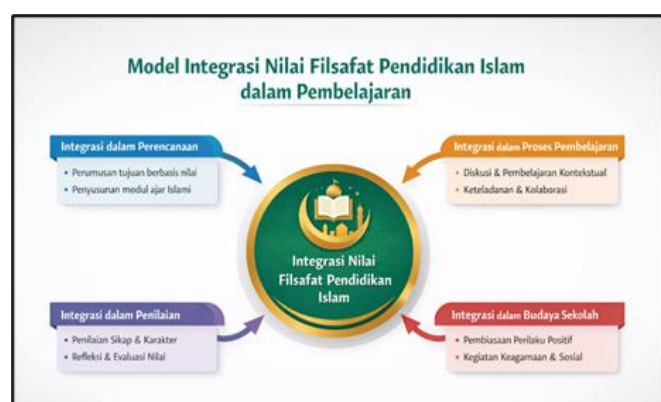 Model Integrasi Nilai Filsafat Pendidikan Islam
dalam Pembelajaran
Integrasi dalam Perencanaan
• Perumusan tujuan berbasis nilai
• Penyusunan modul ajar Islami
Integrasi dalam Proses Pembelajaran
• Diskusi & Pembelajaran Kontekstual
• Keteladanan & Kolaborasi
Integrasi Nilai
Filsafat Pendidikan
Islam
Integrasi dalam Penilaian
• Penilaian Sikap & Karakter
• Refleksi & Evaluasi Nilai
Integrasi dalam Budaya Sekolah
• Pembiasaan Perilaku Positif
• Kegiatan Keagamaan & Sosial